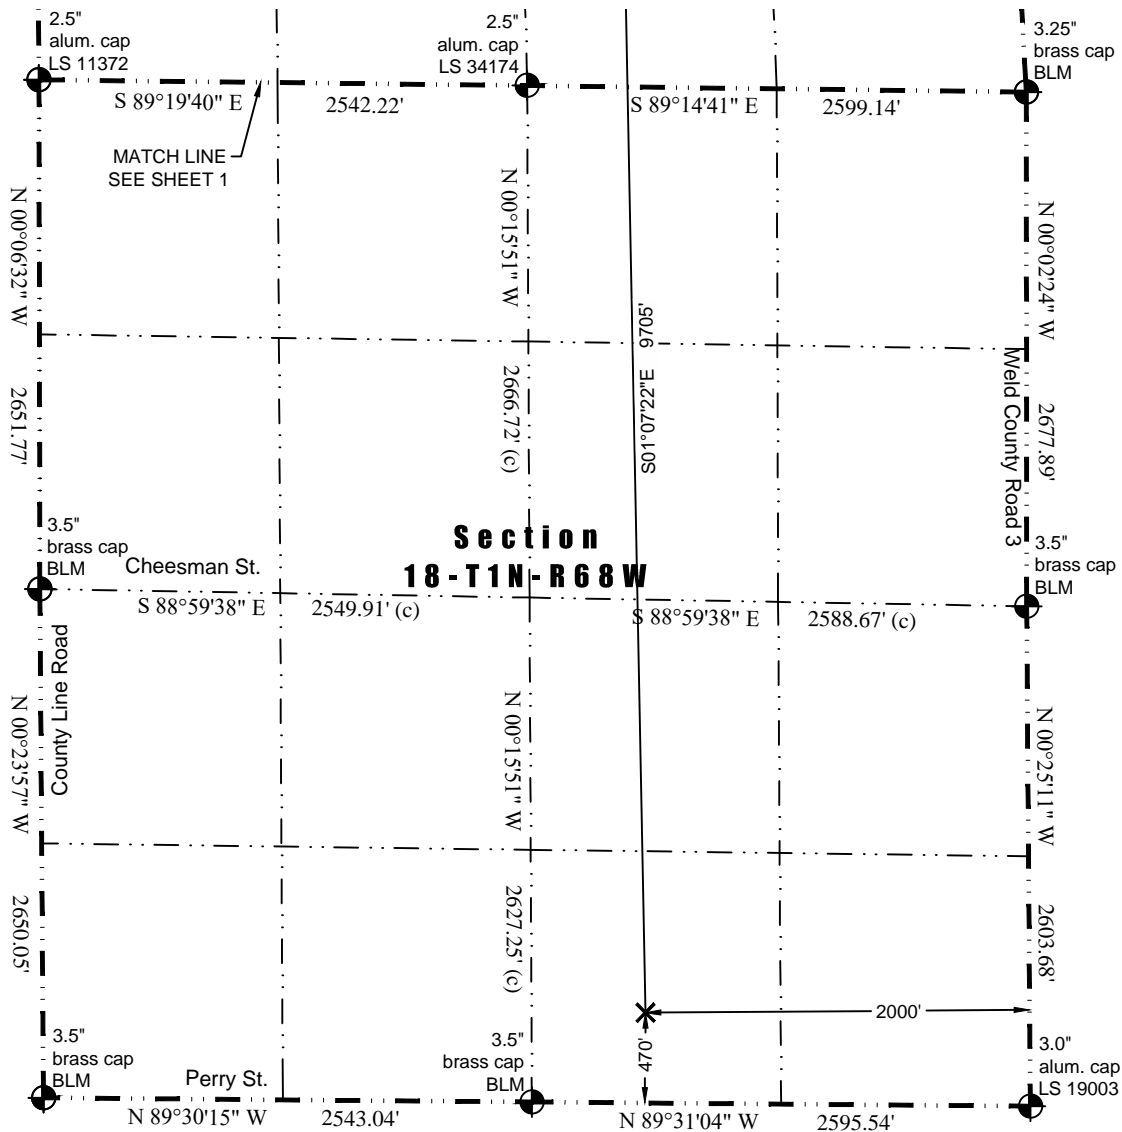 2.5"
alum. cap
LS 11372
2.5"
alum. cap
LS 34174
3.25"
brass cap
BLM
S 89°19'40" E
2542.22'
S 89°14'41" E
2599.14'
MATCH LINE
SEE SHEET 1
N 00°06'32" W
2651.77'
N 00°15'51" W
2666.72' (c)
S01°07'22"E 9705'
N 00°02'24" W
2677.89'
Weld County Road 3
3.5"
brass cap
BLM
Cheesman St.
Section
18-T1N-R68W
3.5"
brass cap
BLM
S 88°59'38" E
2549.91' (c)
S 88°59'38" E
2588.67' (c)
County Line Road
N 00°23'57" W
2650.05'
N 00°15'51" W
2627.25' (c)
N 00°25'11" W
2603.68'
2000'
470'
3.5"
brass cap
BLM
Perry St.
3.5"
brass cap
BLM
3.0"
alum. cap
LS 19003
N 89°30'15" W
2543.04'
N 89°31'04" W
2595.54'